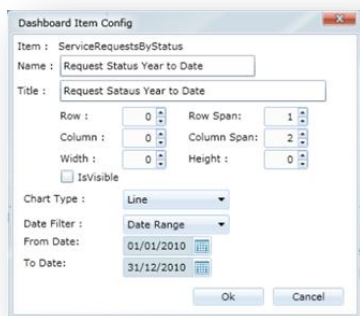 Dashboard Item Config
Item : ServiceRequestsByStatus
Name : Request Status Year to Date
Title : Request Sataus Year to Date
Row : 0 Row Span: 1
Column : 0 Column Span: 2
Width : 0 Height : 0
IsVisible
Chart Type : Line
Date Filter : Date Range
From Date: 01/01/2010
To Date: 31/12/2010
Ok Cancel